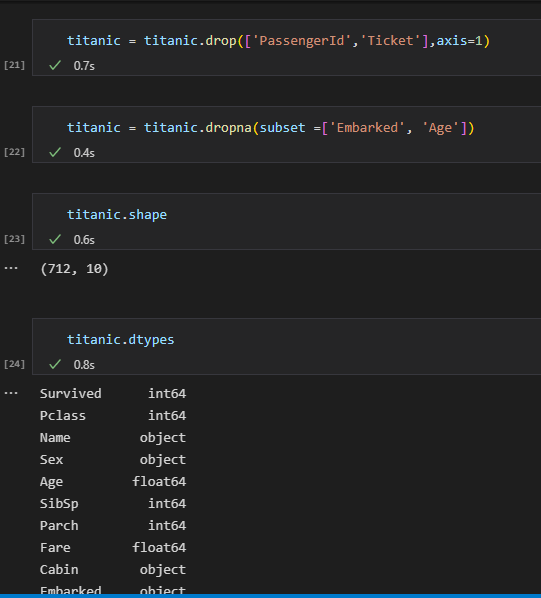 titanic = titanic.drop(['PassengerId','Ticket'],axis=1)
[21] 0.7s
titanic = titanic.dropna(subset =['Embarked', 'Age'])
[22] 0.4s
titanic.shape
[23] 0.6s
... (712, 10)
titanic.dtypes
[24] 0.8s
... Survived int64
Pclass int64
Name object
Sex object
Age float64
SibSp int64
Parch int64
Fare float64
Cabin object
Embarked object